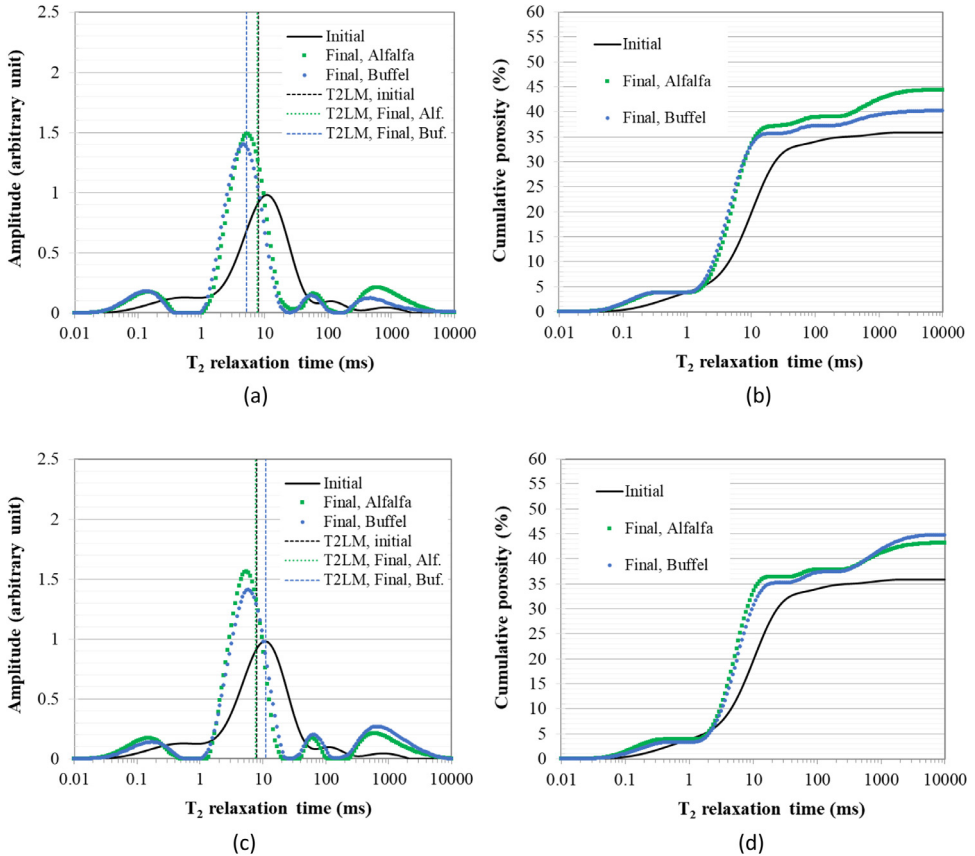 2.5
2
1.5
1
0.5
0
Amplitude (arbitrary unit)
Initial
Final, Alfalfa
Final, Buffel
T2LM, initial
T2LM, Final, Alf.
T2LM, Final, Buf.
0.01 0.1 1 10 100 1000 10000
T₂ relaxation time (ms)
(a)
60
55
50
45
40
35
30
25
20
15
10
5
0
Cumulative porosity (%)
Initial
Final, Alfalfa
Final, Buffel
0.01 0.1 1 10 100 1000 10000
T₂ relaxation time (ms)
(b)
2.5
2
1.5
1
0.5
0
Amplitude (arbitrary unit)
Initial
Final, Alfalfa
Final, Buffel
T2LM, initial
T2LM, Final, Alf.
T2LM, Final, Buf.
0.01 0.1 1 10 100 1000 10000
T₂ relaxation time (ms)
(c)
60
55
50
45
40
35
30
25
20
15
10
5
0
Cumulative porosity (%)
Initial
Final, Alfalfa
Final, Buffel
0.01 0.1 1 10 100 1000 10000
T₂ relaxation time (ms)
(d)